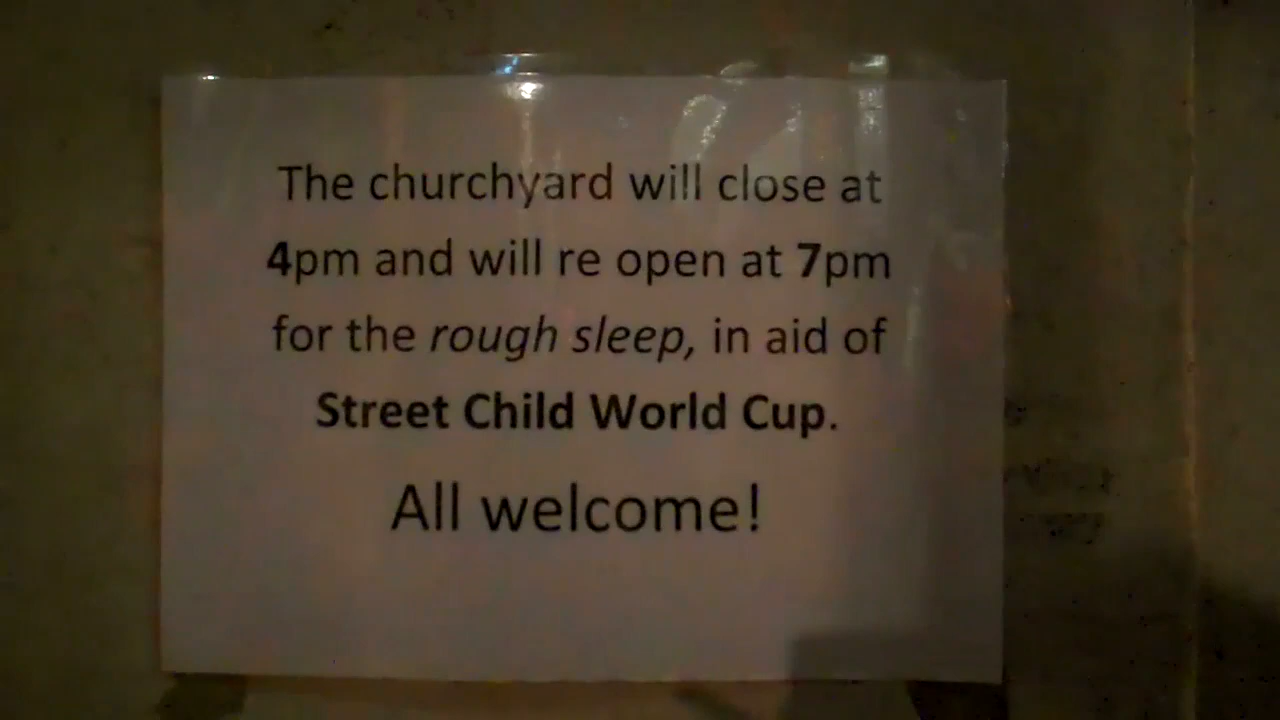 The churchyard will close at
4pm and will re open at 7pm
for the rough sleep, in aid of
Street Child World Cup.
All welcome!